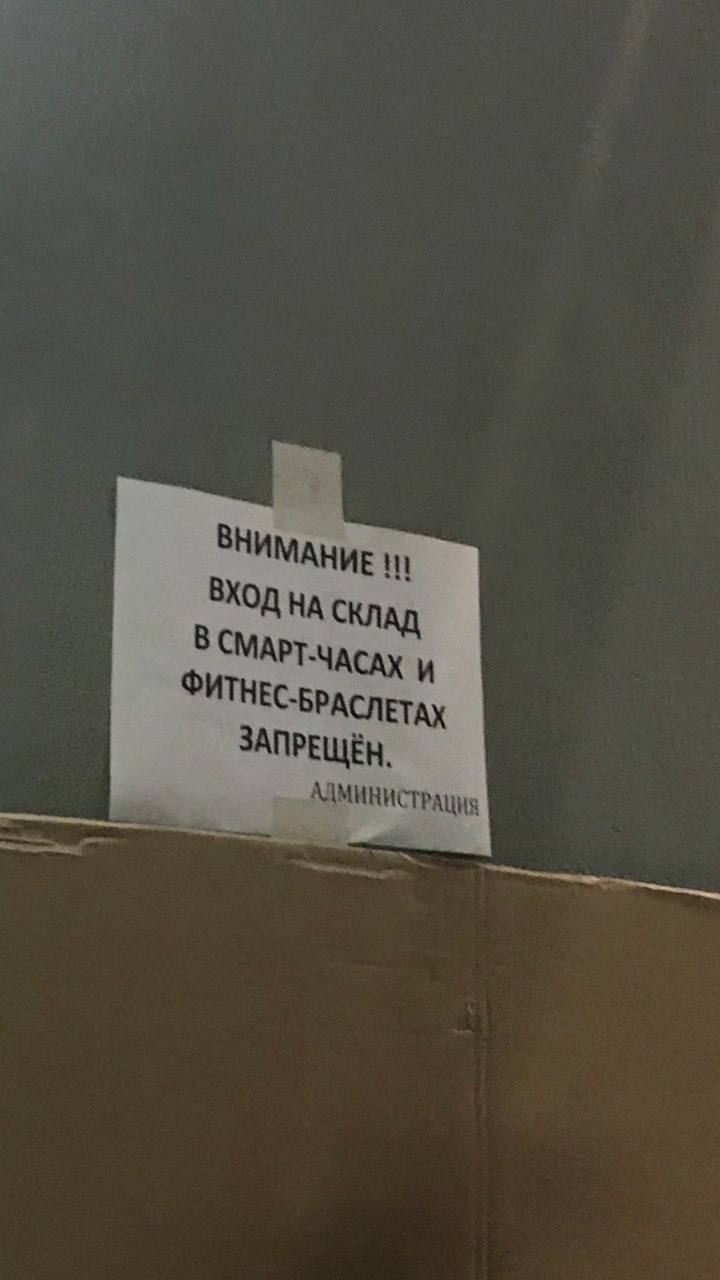 ВНИМАНИЕ !!!
ВХОД НА СКЛАД
В СМАРТ-ЧАСАХ И
ФИТНЕС-БРАСЛЕТАХ
ЗАПРЕЩЁН.
АДМИНИСТРАЦИЯ